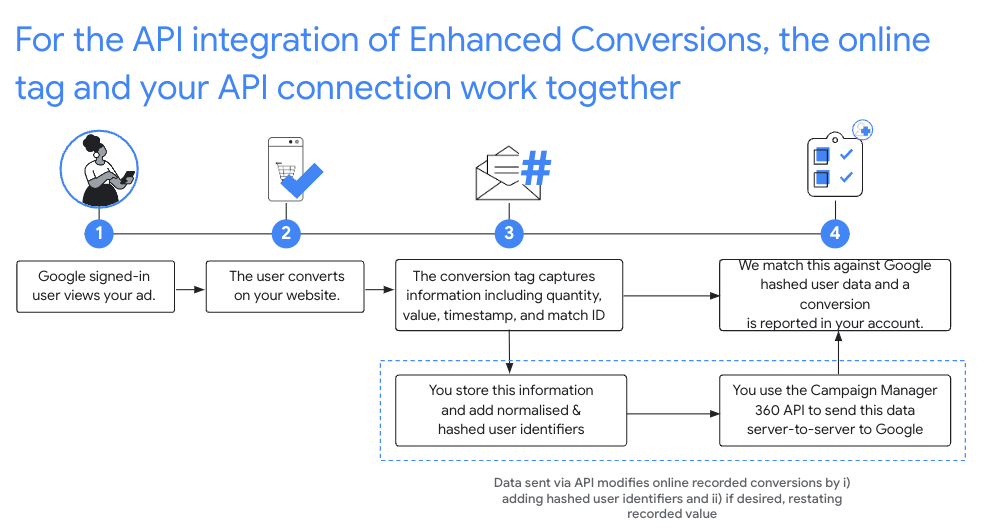 For the API integration of Enhanced Conversions, the online
tag and your API connection work together
#
1
2
3
4
Google signed-in
user views your ad.
The user converts
on your website.
The conversion tag captures
information including quantity,
value, timestamp, and match ID
We match this against Google
hashed user data and a
conversion
is reported in your account.
You store this information
and add normalised &
hashed user identifiers
You use the Campaign Manager
360 API to send this data
server-to-server to Google
Data sent via API modifies online recorded conversions by i)
adding hashed user identifiers and ii) if desired, restating
recorded value